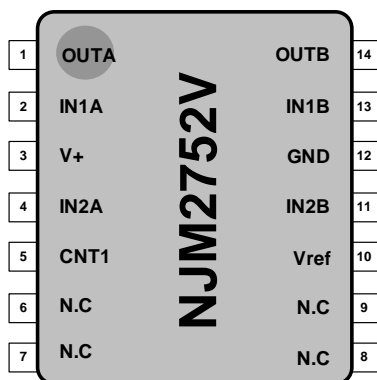 1 OUTA OUTB 14
2 IN1A IN1B 13
3 V+ GND 12
4 IN2A IN2B 11
5 CNT1 Vref 10
6 N.C N.C 9
7 N.C N.C 8
NJM2752V